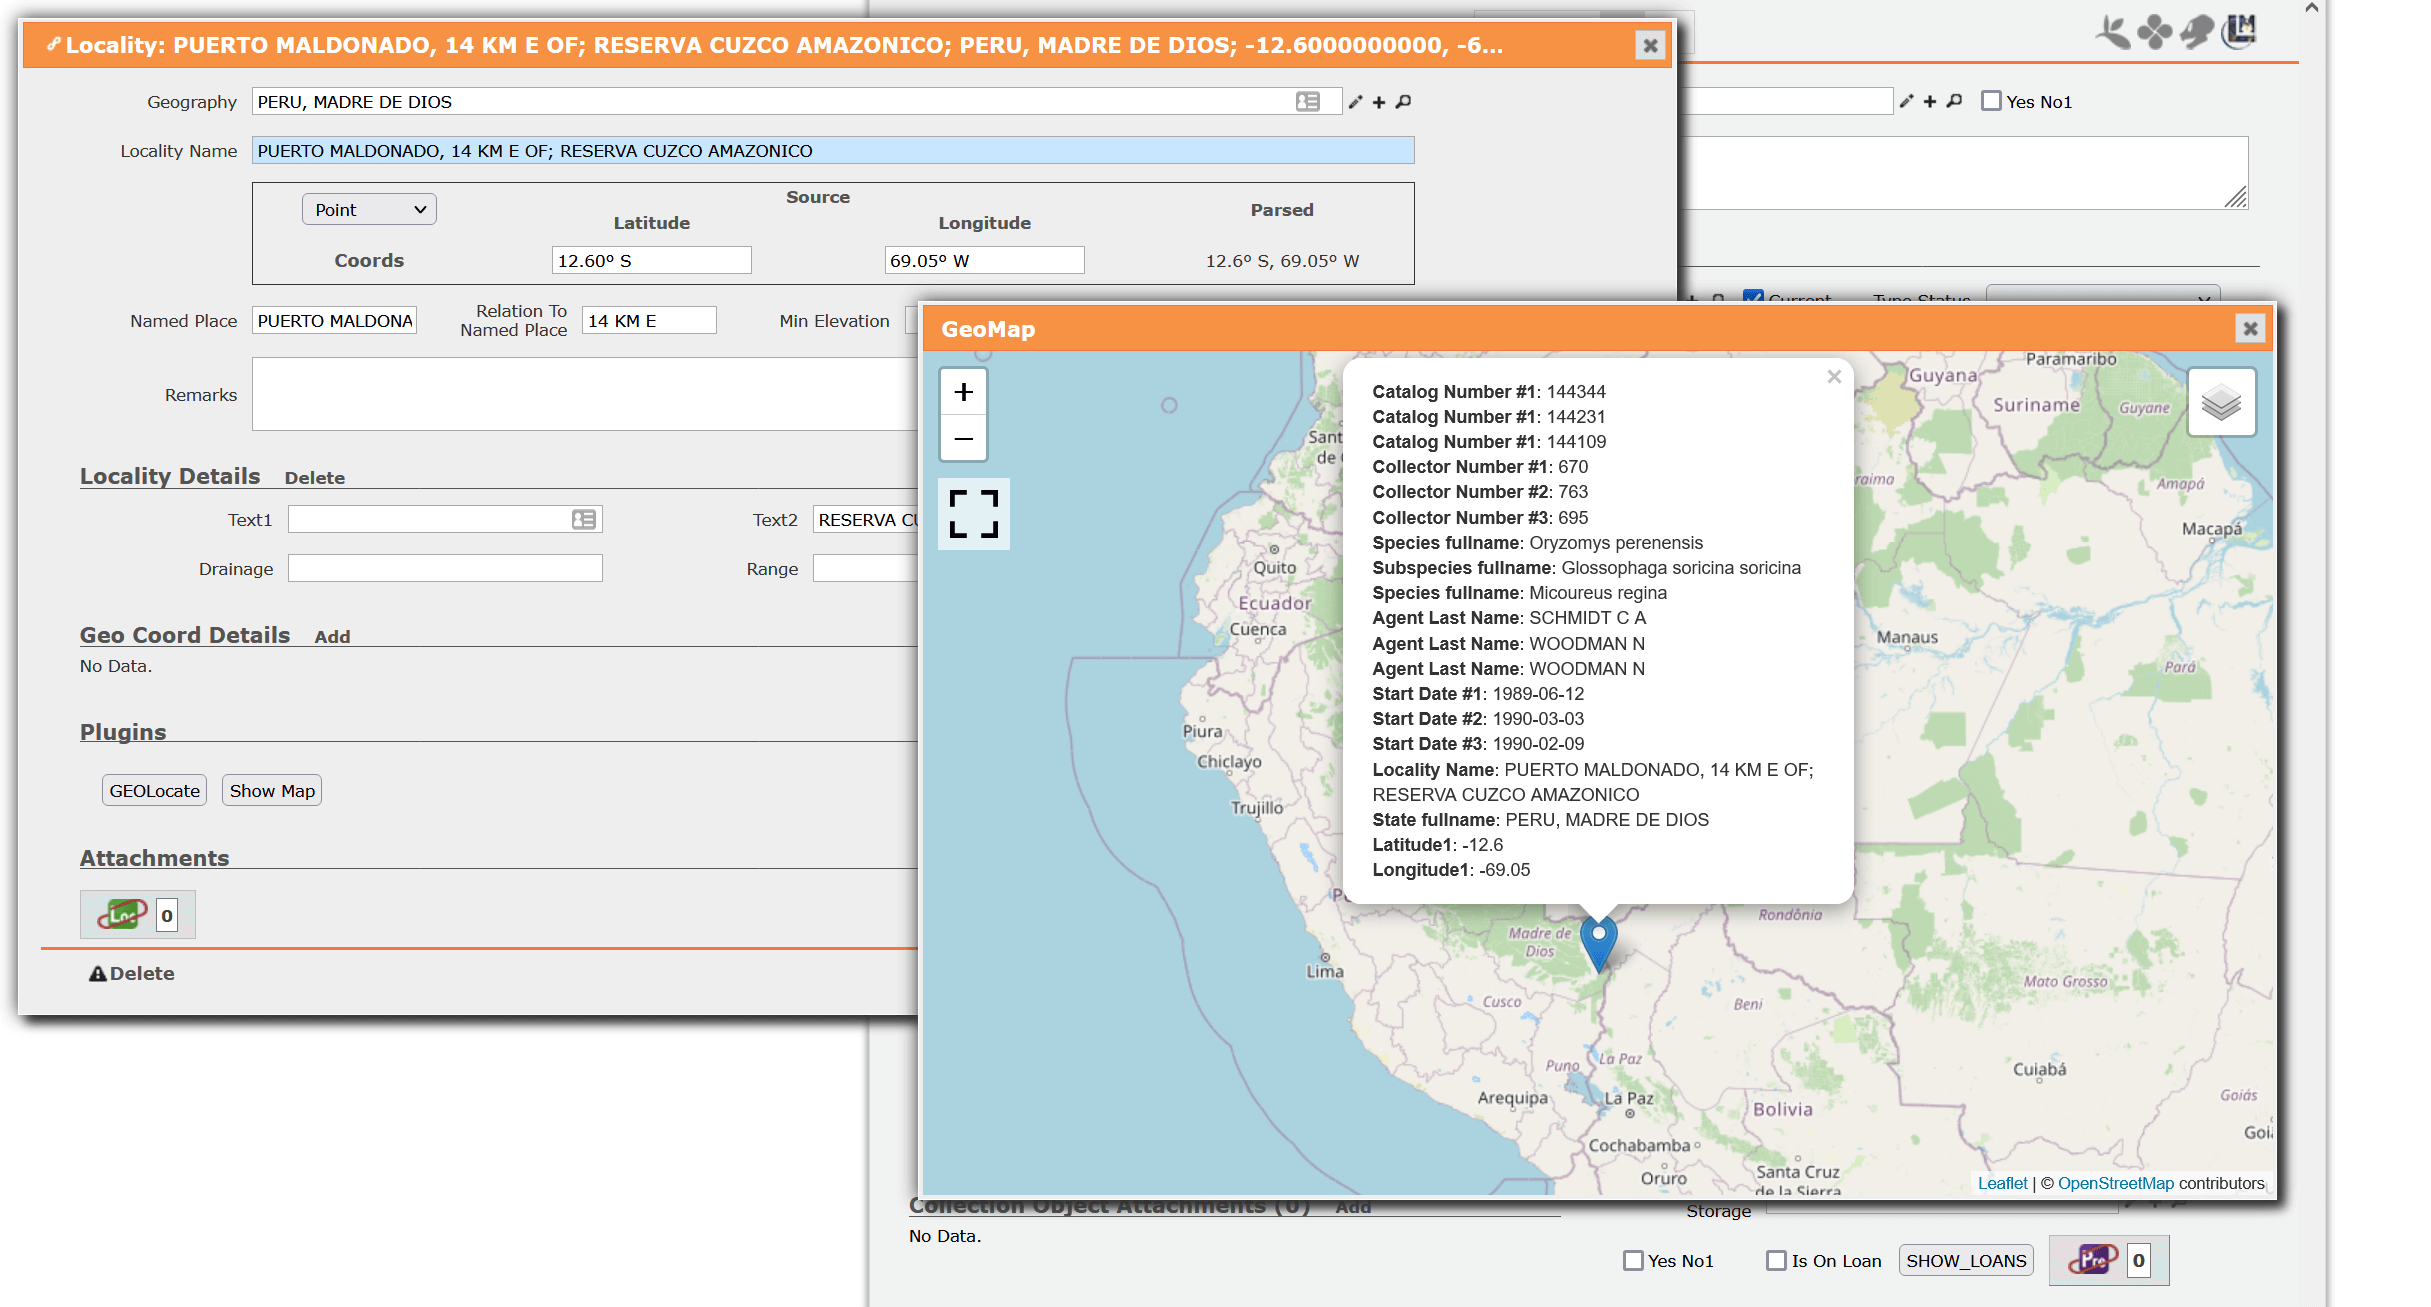 Locality: PUERTO MALDONADO, 14 KM E OF; RESERVA CUZCO AMAZONICO; PERU, MADRE DE DIOS; -12.6000000000, -6...
Geography
PERU, MADRE DE DIOS
Yes No1
Locality Name
PUERTO MALDONADO, 14 KM E OF; RESERVA CUZCO AMAZONICO
Point
Source
Latitude
Longitude
Parsed
Coords
12.60° S
69.05° W
12.6° S, 69.05° W
Named Place
PUERTO MALDONA
Relation To
Named Place
14 KM E
Min Elevation
Current
Type Status
Remarks
Locality Details
Delete
Text1
Text2
RESERVA CU
Drainage
Range
Geo Coord Details
Add
No Data.
Plugins
GEOLocate
Show Map
Attachments
Loc
0
Delete
GeoMap
+
−
Catalog Number #1: 144344
Catalog Number #1: 144231
Catalog Number #1: 144109
Collector Number #1: 670
Collector Number #2: 763
Collector Number #3: 695
Species fullname: Oryzomys perenensis
Subspecies fullname: Glossophaga soricina soricina
Species fullname: Micoureus regina
Agent Last Name: SCHMIDT C A
Agent Last Name: WOODMAN N
Agent Last Name: WOODMAN N
Start Date #1: 1989-06-12
Start Date #2: 1990-03-03
Start Date #3: 1990-02-09
Locality Name: PUERTO MALDONADO, 14 KM E OF;
RESERVA CUZCO AMAZONICO
State fullname: PERU, MADRE DE DIOS
Latitude1: -12.6
Longitude1: -69.05
Paramaribo
Guyana
Suriname
Guyane
Sant
de
raima
Amapá
Macapá
Quito
Ecuador
Cuenca
Manaus
Pará
Piura
Chiclayo
Trujillo
Rondônia
Madre de
Dios
Lima
Cusco
Beni
Mato Grosso
Puno
La Paz
Cuiabá
Arequipa
La Paz
Bolivia
Goiás
Goi
Cochabamba
Oruro
Santa Cruz
de la Sierra
Leaflet | © OpenStreetMap contributors
Collection Object Attachments (0)
Add
Storage
No Data.
Yes No1
Is On Loan
SHOW_LOANS
Pre
0